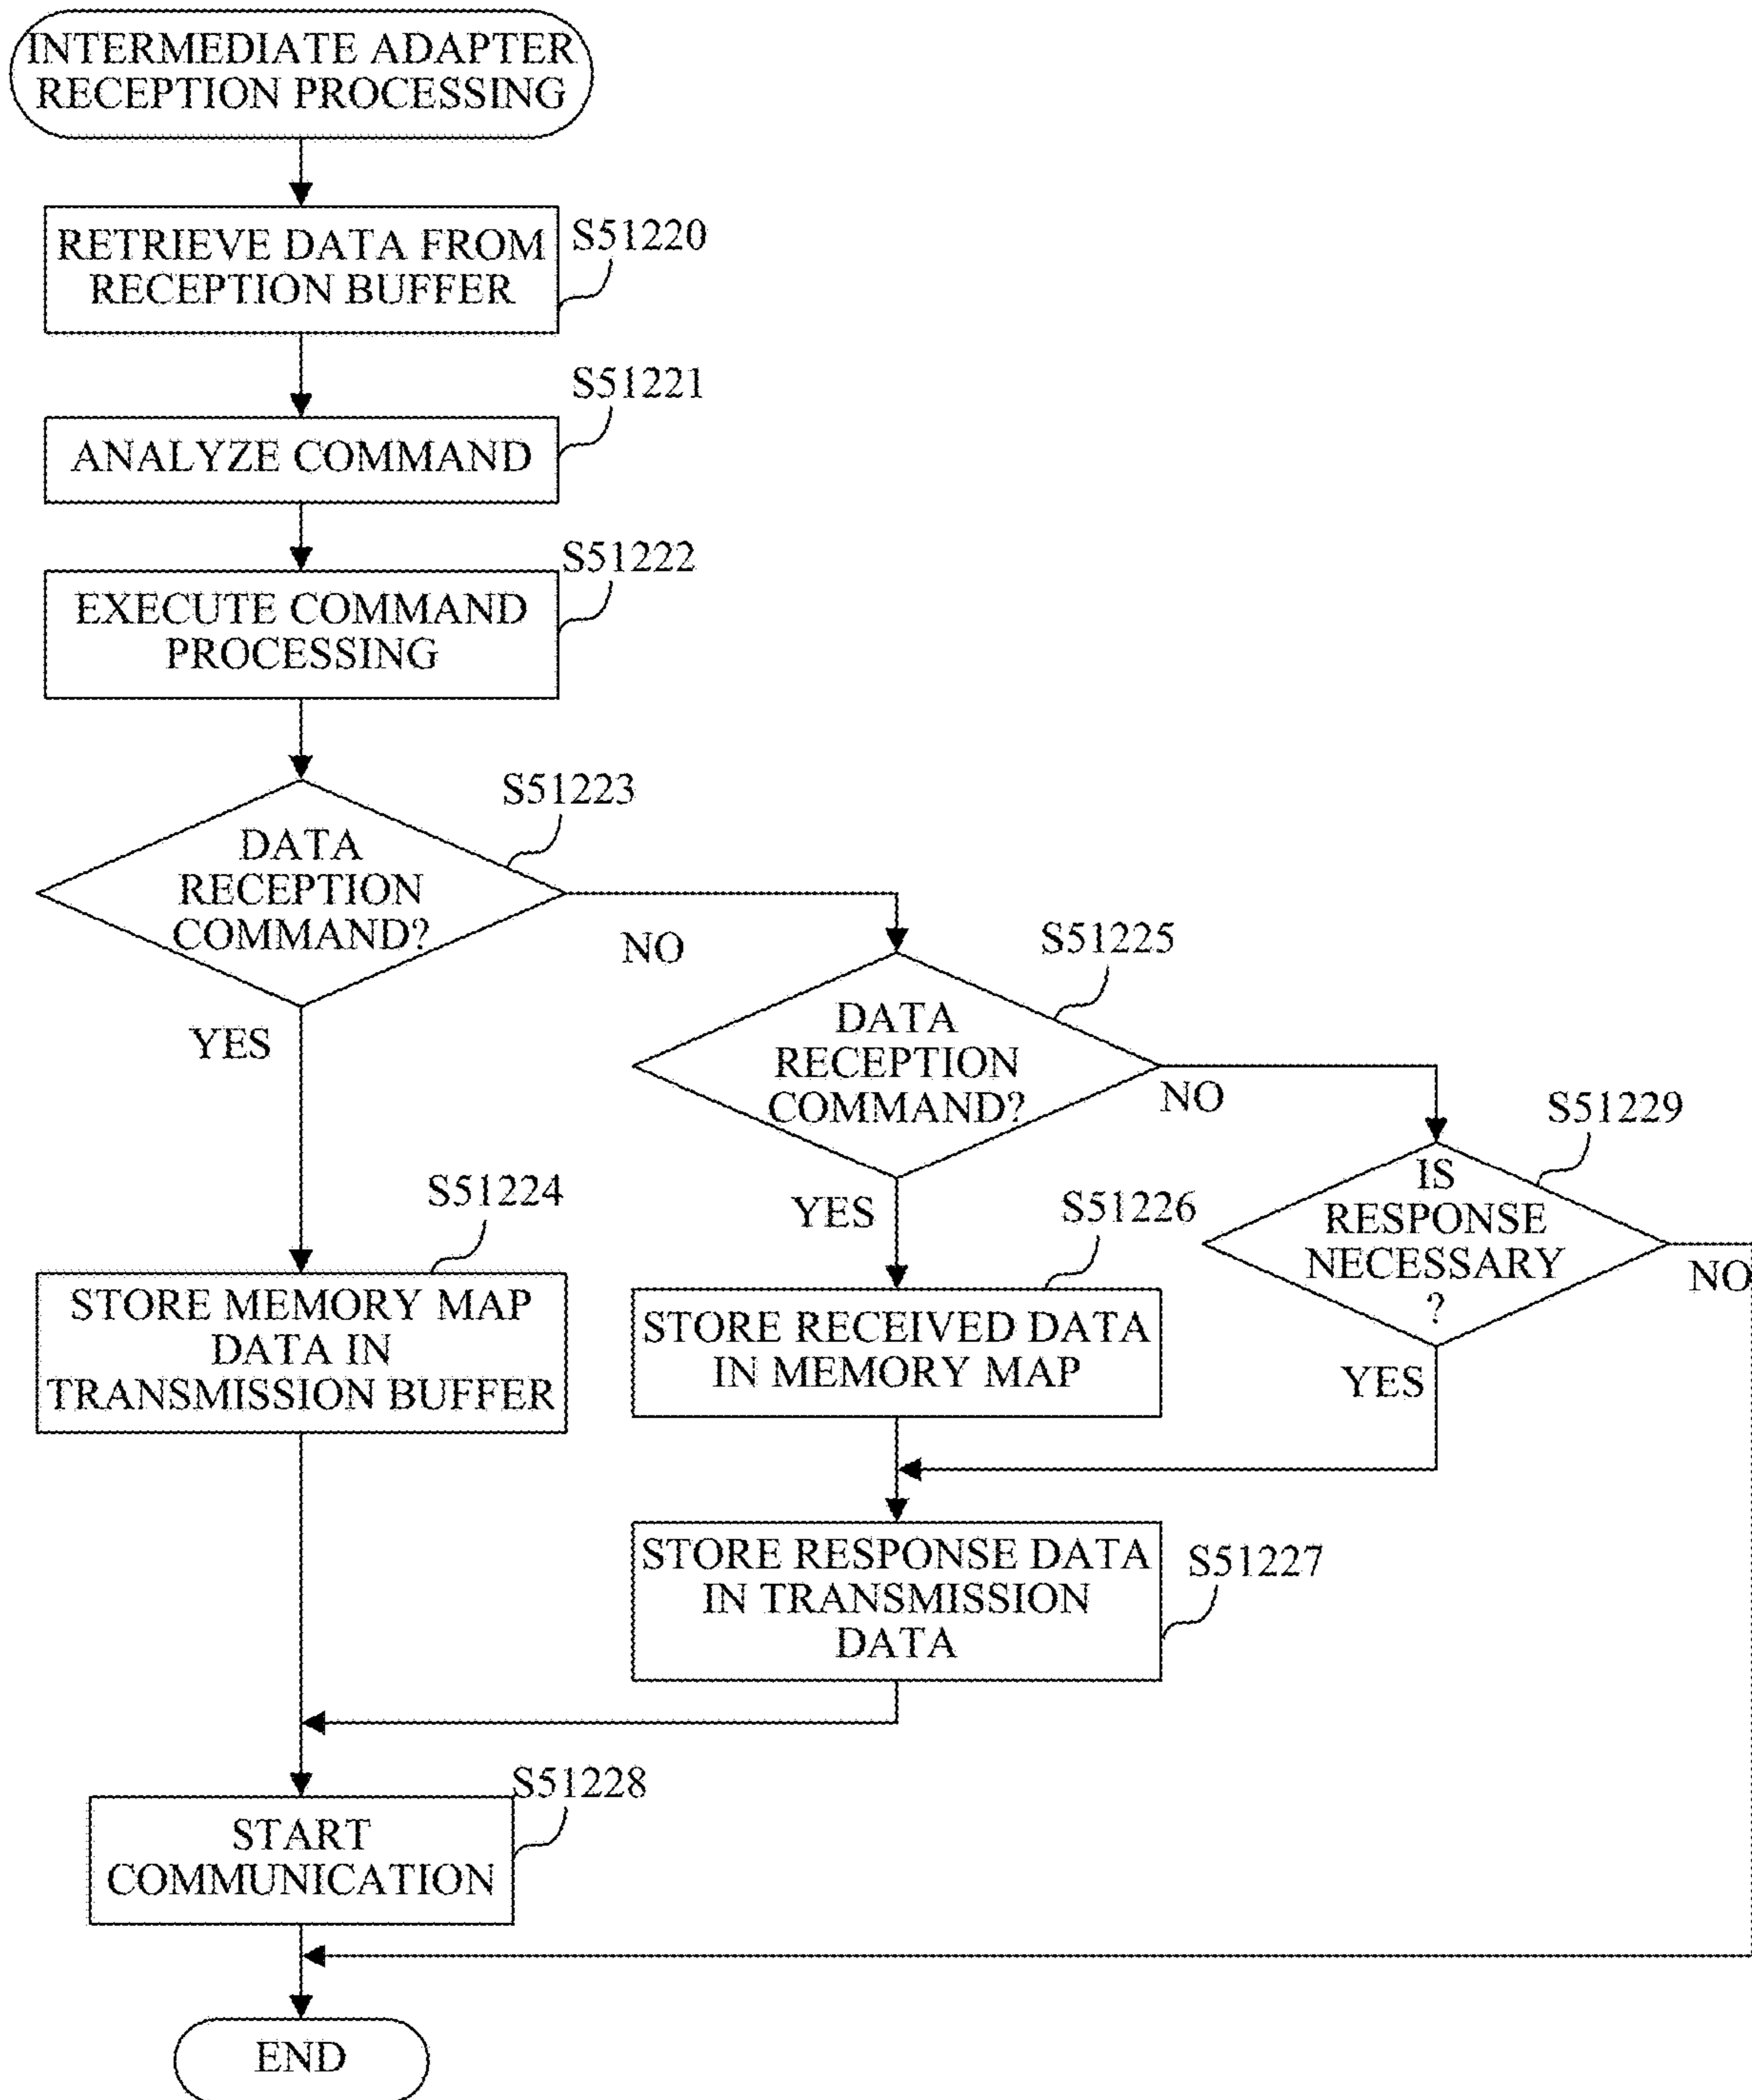 INTERMEDIATE ADAPTER
RECEPTION PROCESSING
RETRIEVE DATA FROM
RECEPTION BUFFER
S51220
S51221
ANALYZE COMMAND
S51222
EXECUTE COMMAND
PROCESSING
S51223
DATA
RECEPTION
COMMAND?
NO
YES
S51225
DATA
RECEPTION
COMMAND?
NO
YES
S51229
IS
RESPONSE
NECESSARY
?
NO
YES
S51224
STORE MEMORY MAP
DATA IN
TRANSMISSION BUFFER
S51226
STORE RECEIVED DATA
IN MEMORY MAP
STORE RESPONSE DATA
IN TRANSMISSION
DATA
S51227
S51228
START
COMMUNICATION
END